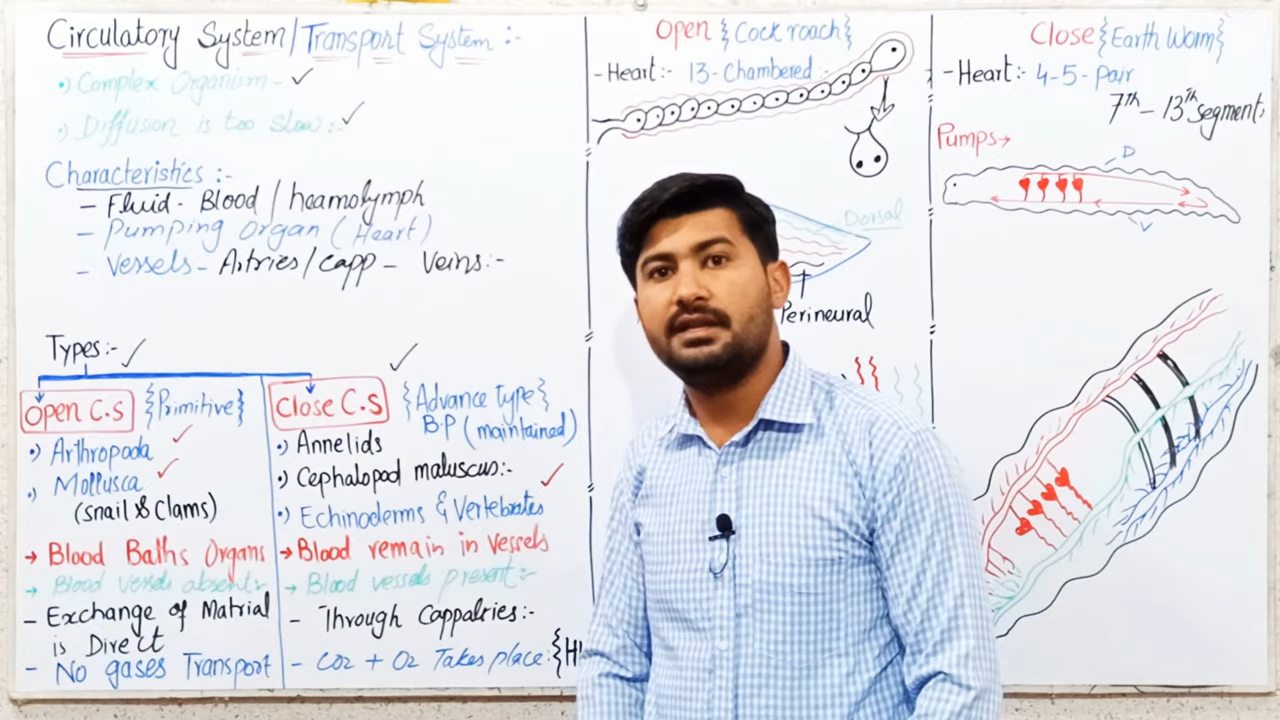 Circulatory System/Transport System :-
•) Complex Organism - ✓
•) Diffusion is too slow:- ✓
Characteristics :-
- Fluid - Blood / heamolymph
- Pumping Organ (Heart)
- Vessels - Artries/capp - Veins:-
Types:- ✓
Open C.S {Primitive}
•) Arthropoda ✓
•) Mollusca ✓
(snail & Clams)
→ Blood Baths Organs
→ Blood vessels absent:-
- Exchange of Matrial
is Direct
- No gases Transport
✓
Close C.S {Advance type}
B.P (maintained)
•) Annelids
•) Cephalopod maluscus:- ✓
•) Echinoderms & Vertebrates
→ Blood remain in vessels
→ Blood vessels present:-
- Through Cappalries:-
- CO2 + O2 Takes place:- {H
Open {Cockroach}
- Heart:- 13-Chambered :-
Dorsal
Perineural
Close {Earth Worm}
- Heart:- 4-5-Pair
7th - 13th segment
Pumps→
D
V